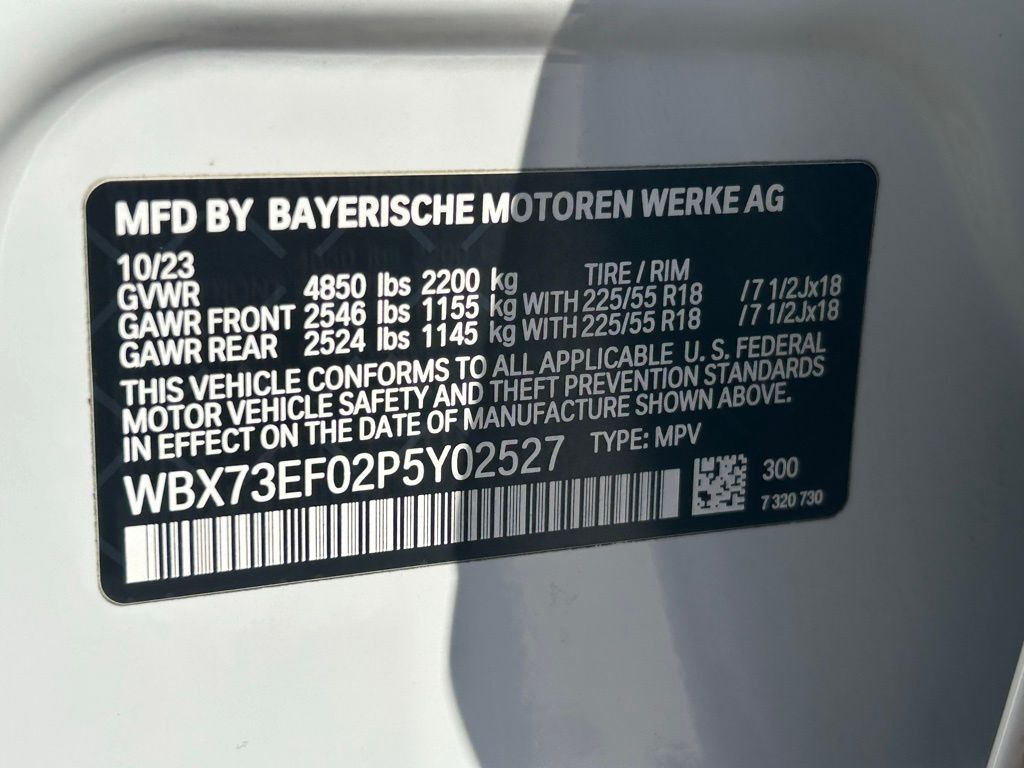 MFD BY BAYERISCHE MOTOREN WERKE AG
10/23 TIRE / RIM
GVWR 4850 lbs 2200 kg
GAWR FRONT 2546 lbs 1155 kg WITH 225/55 R18 /7 1/2Jx18
GAWR REAR 2524 lbs 1145 kg WITH 225/55 R18 /7 1/2Jx18
THIS VEHICLE CONFORMS TO ALL APPLICABLE U. S. FEDERAL
MOTOR VEHICLE SAFETY AND THEFT PREVENTION STANDARDS
IN EFFECT ON THE DATE OF MANUFACTURE SHOWN ABOVE.
WBX73EF02P5Y02527 TYPE: MPV
300
7 320 730